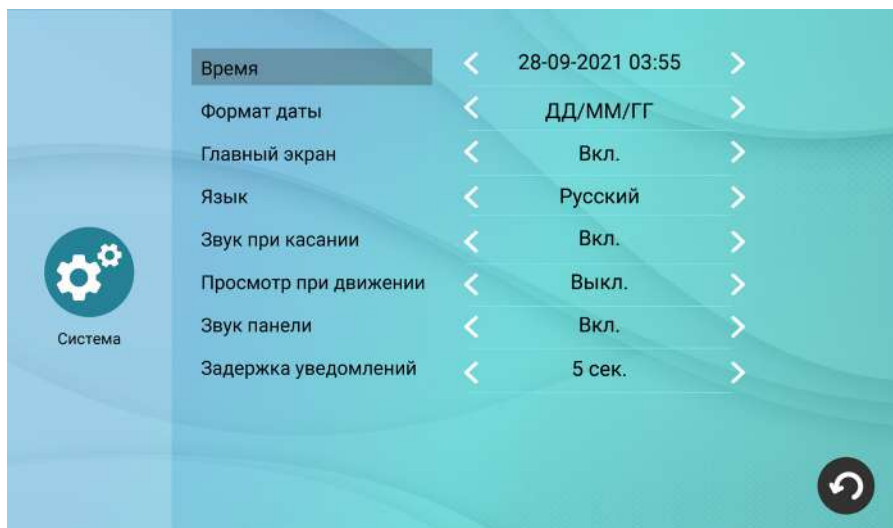 Время 28-09-2021 03:55
Формат даты ДД/ММ/ГГ
Главный экран Вкл.
Язык Русский
Звук при касании Вкл.
Просмотр при движении Выкл.
Звук панели Вкл.
Задержка уведомлений 5 сек.
Система